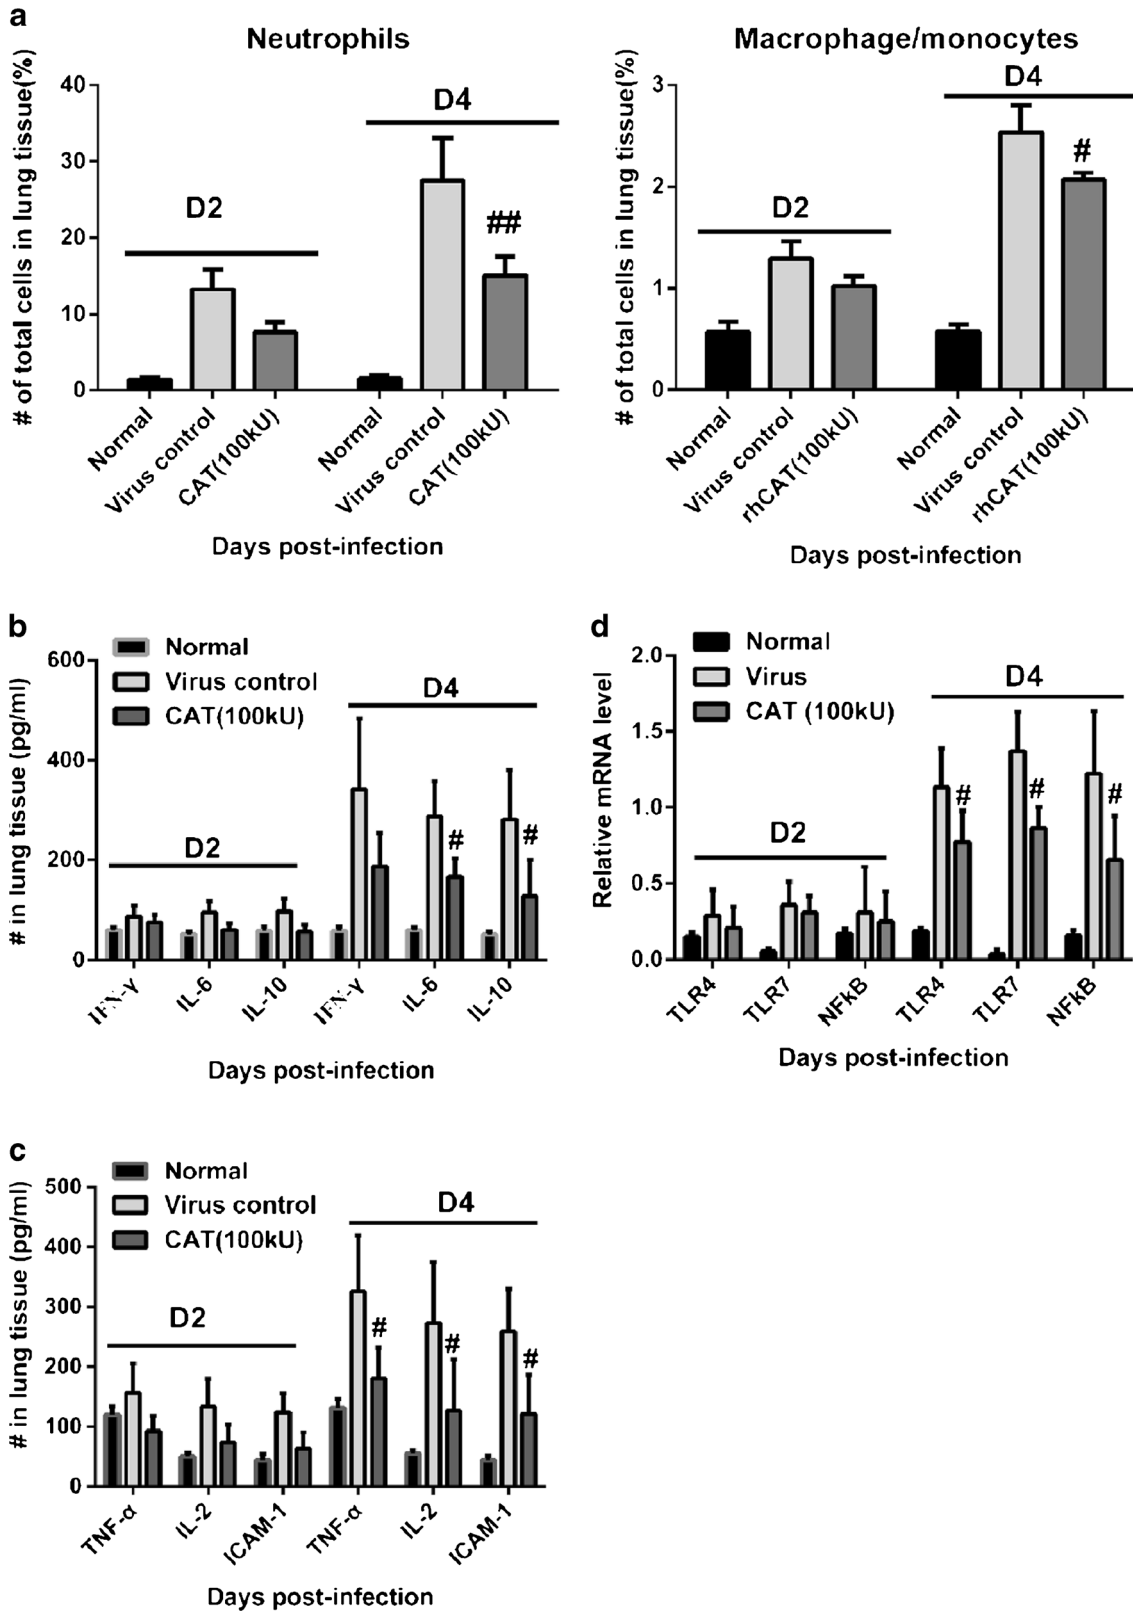 a
Neutrophils
# of total cells in lung tissue(%)
40
30
20
10
0
D2
D4
##
Normal
Virus control
CAT(100kU)
Normal
Virus control
CAT(100kU)
Days post-infection
Macrophage/monocytes
# of total cells in lung tissue(%)
3
2
1
0
D2
D4
#
Normal
Virus control
rhCAT(100kU)
Normal
Virus control
rhCAT(100kU)
Days post-infection
b
Normal
Virus control
CAT(100kU)
# in lung tissue (pg/ml)
600
400
200
0
D2
D4
#
#
IFN-γ
IL-6
IL-10
IFN-γ
IL-6
IL-10
Days post-infection
d
Normal
Virus
CAT (100kU)
Relative mRNA level
2.0
1.5
1.0
0.5
0.0
D2
D4
#
#
#
TLR4
TLR7
NFkB
TLR4
TLR7
NFkB
Days post-infection
c
Normal
Virus control
CAT(100kU)
# in lung tissue (pg/ml)
500
400
300
200
100
0
D2
D4
#
#
#
TNF-α
IL-2
ICAM-1
TNF-α
IL-2
ICAM-1
Days post-infection